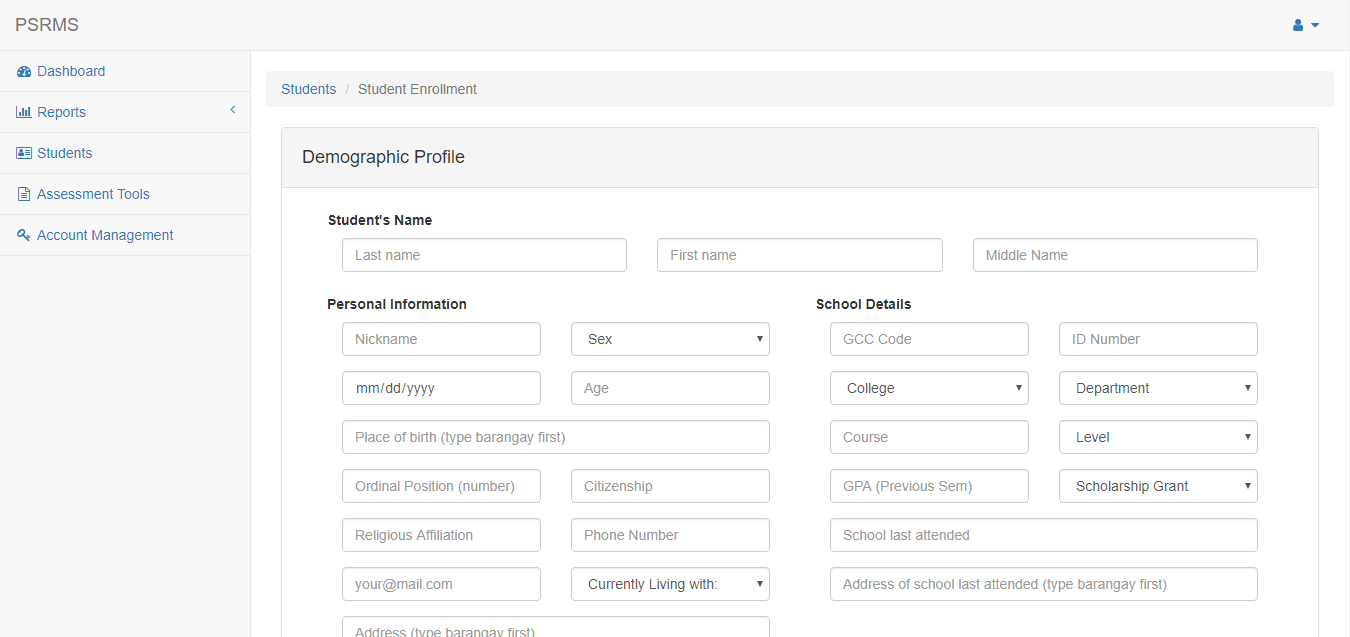 PSRMS
Dashboard
Reports
Students
Assessment Tools
Account Management
Students / Student Enrollment
Demographic Profile
Student's Name
Last name First name Middle Name
Personal Information
Nickname Sex
mm/dd/yyyy Age
Place of birth (type barangay first)
Ordinal Position (number) Citizenship
Religious Affiliation Phone Number
your@mail.com Currently Living with:
Address (type barangay first)
School Details
GCC Code ID Number
College Department
Course Level
GPA (Previous Sem) Scholarship Grant
School last attended
Address of school last attended (type barangay first)